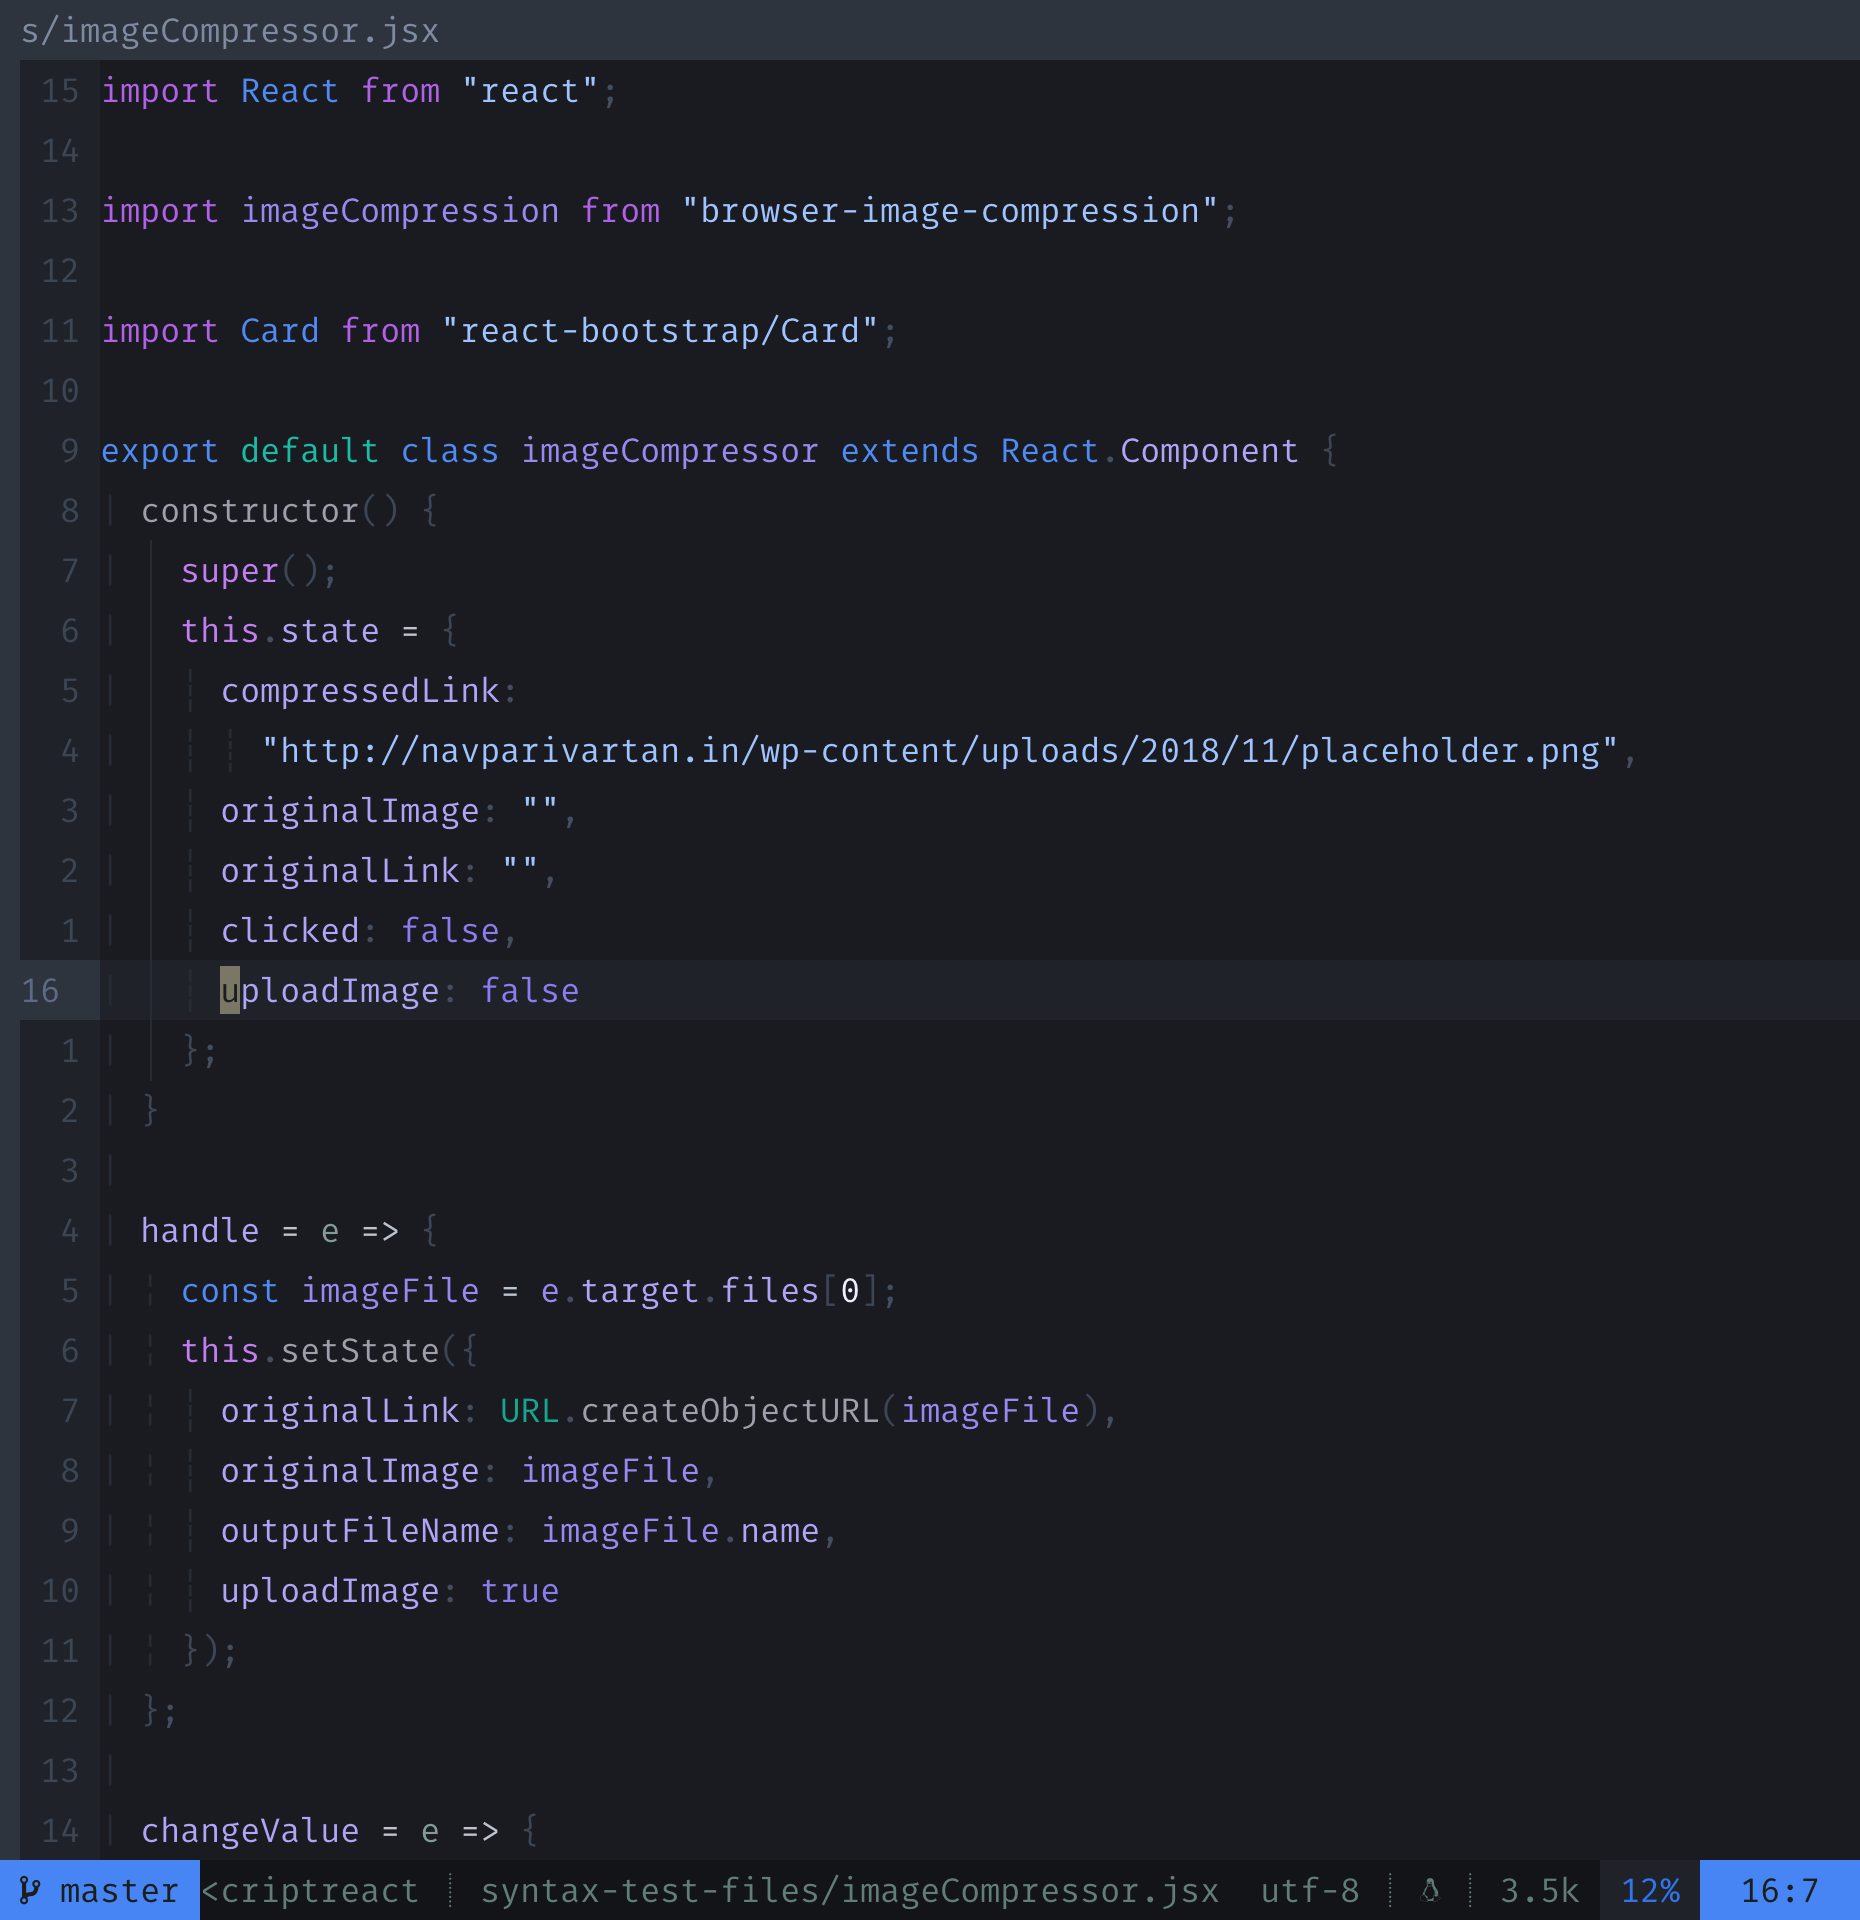 s/imageCompressor.jsx
15 import React from "react";
14
13 import imageCompression from "browser-image-compression";
12
11 import Card from "react-bootstrap/Card";
10
9 export default class imageCompressor extends React.Component {
8 constructor() {
7 super();
6 this.state = {
5 compressedLink:
4 "http://navparivartan.in/wp-content/uploads/2018/11/placeholder.png",
3 originalImage: "",
2 originalLink: "",
1 clicked: false,
16 uploadImage: false
1 };
2 }
3
4 handle = e => {
5 const imageFile = e.target.files[0];
6 this.setState({
7 originalLink: URL.createObjectURL(imageFile),
8 originalImage: imageFile,
9 outputFileName: imageFile.name,
10 uploadImage: true
11 });
12 };
13
14 changeValue = e => {
master <criptreact syntax-test-files/imageCompressor.jsx utf-8 3.5k 12% 16:7